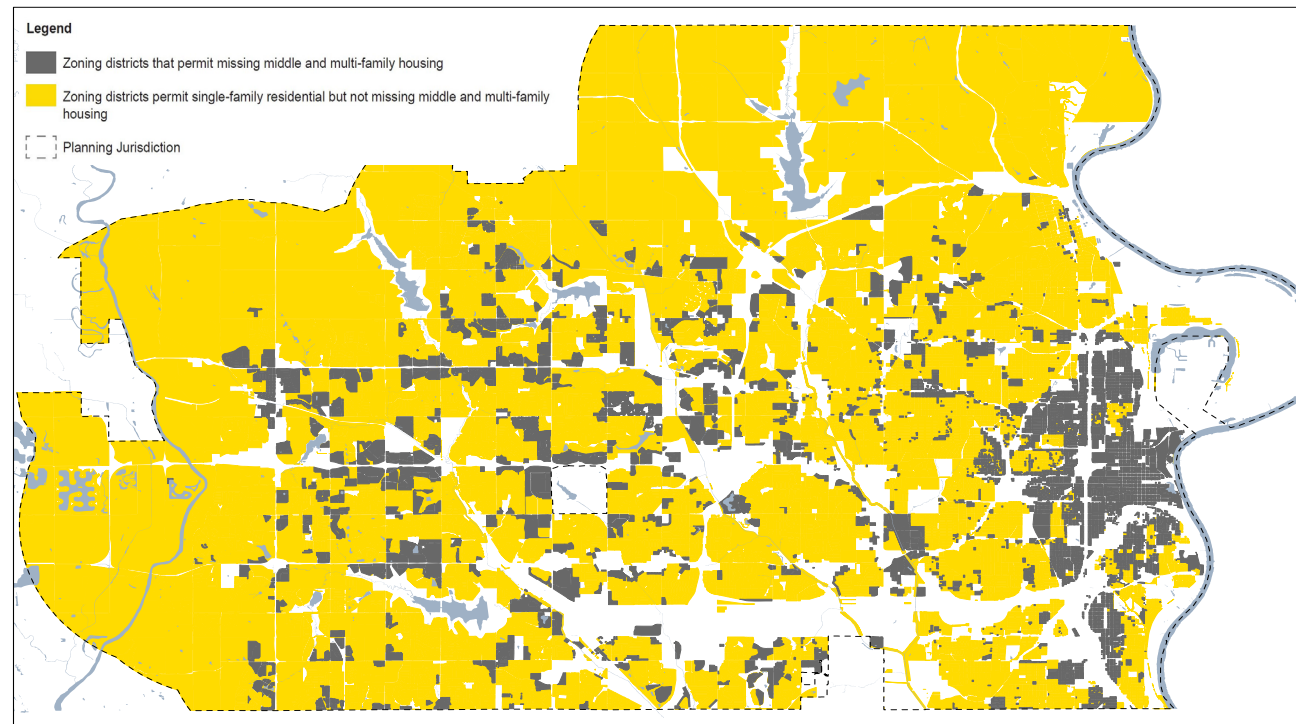 Legend
Zoning districts that permit missing middle and multi-family housing
Zoning districts permit single-family residential but not missing middle and multi-family
housing
Planning Jurisdiction